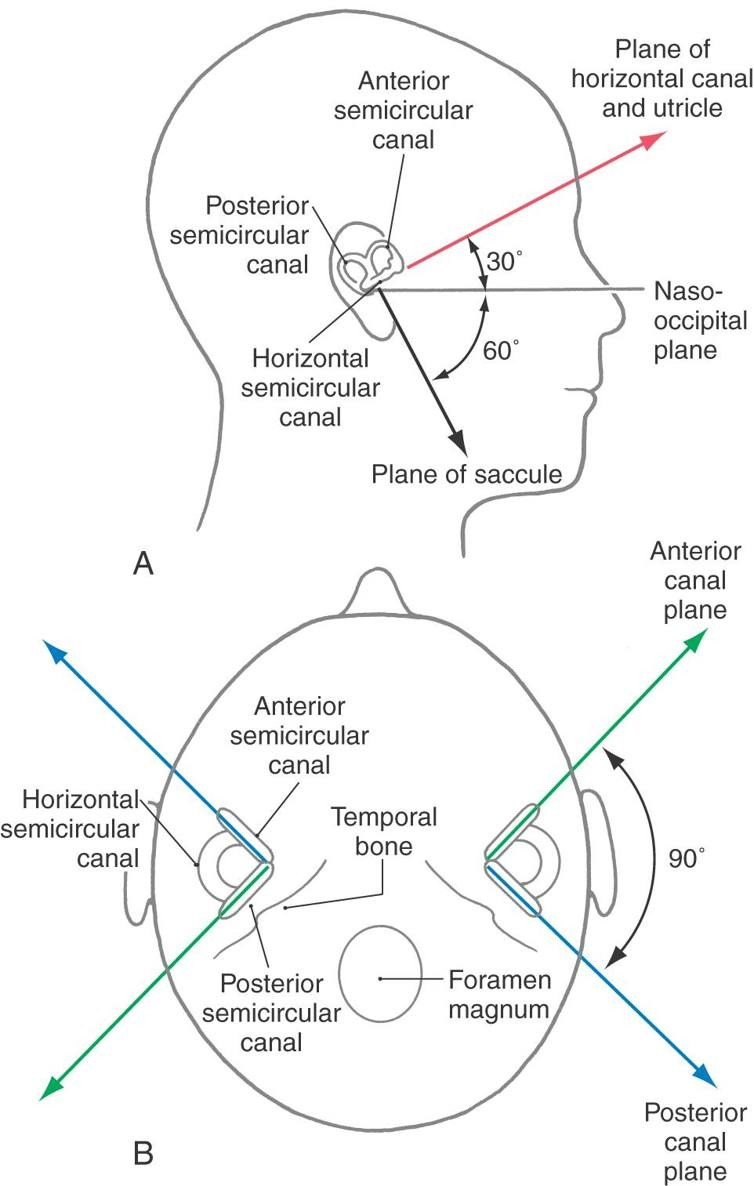 Plane of
horizontal canal
and utricle
Anterior
semicircular
canal
Posterior
semicircular
canal
30°
Naso-
occipital
plane
60°
Horizontal
semicircular
canal
Plane of saccule
A
Anterior
canal
plane
Anterior
semicircular
canal
Horizontal
semicircular
canal
Temporal
bone
90°
Posterior
semicircular
canal
Foramen
magnum
Posterior
canal
plane
B